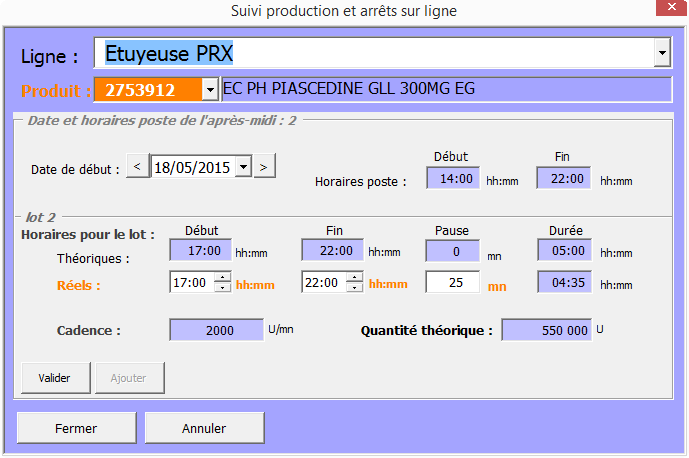 Suivi production et arrêts sur ligne
Ligne : Etuyeuse PRX
Produit : 2753912 EC PH PIASCEDINE GLL 300MG EG
Date et horaires poste de l'après-midi : 2
Début Fin
Date de début : < 18/05/2015 > Horaires poste : 14:00 hh:mm 22:00 hh:mm
lot 2
Horaires pour le lot : Début Fin Pause Durée
Théoriques : 17:00 hh:mm 22:00 hh:mm 0 mn 05:00 hh:mm
Réels : 17:00 hh:mm 22:00 hh:mm 25 mn 04:35 hh:mm
Cadence : 2000 U/mn Quantité théorique : 550 000 U
Valider Ajouter
Fermer Annuler